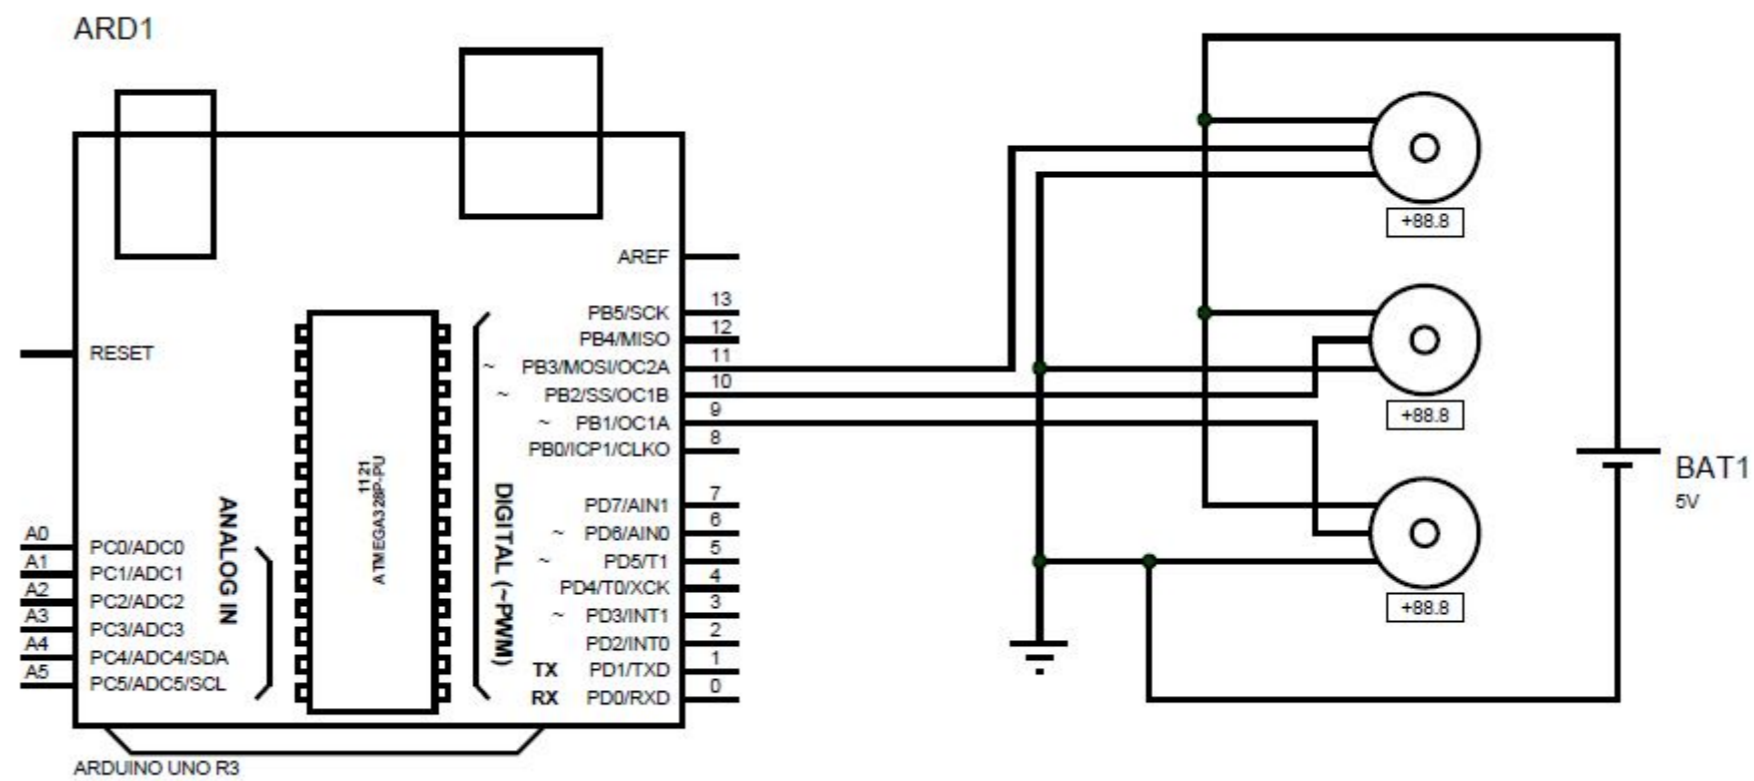 ARD1
AREF
13
PB5/SCK
12
PB4/MISO
RESET
11
~ PB3/MOSI/OC2A
10
~ PB2/SS/OC1B
9
~ PB1/OC1A
8
PB0/ICP1/CLKO
1121
ATMEGA328P-PU
ANALOG IN
DIGITAL (~PWM)
7
PD7/AIN1
6
~ PD6/AIN0
5
~ PD5/T1
4
PD4/T0/XCK
3
~ PD3/INT1
2
PD2/INT0
1
TX PD1/TXD
0
RX PD0/RXD
A0
PC0/ADC0
A1
PC1/ADC1
A2
PC2/ADC2
A3
PC3/ADC3
A4
PC4/ADC4/SDA
A5
PC5/ADC5/SCL
ARDUINO UNO R3
+88.8
+88.8
+88.8
BAT1
5V